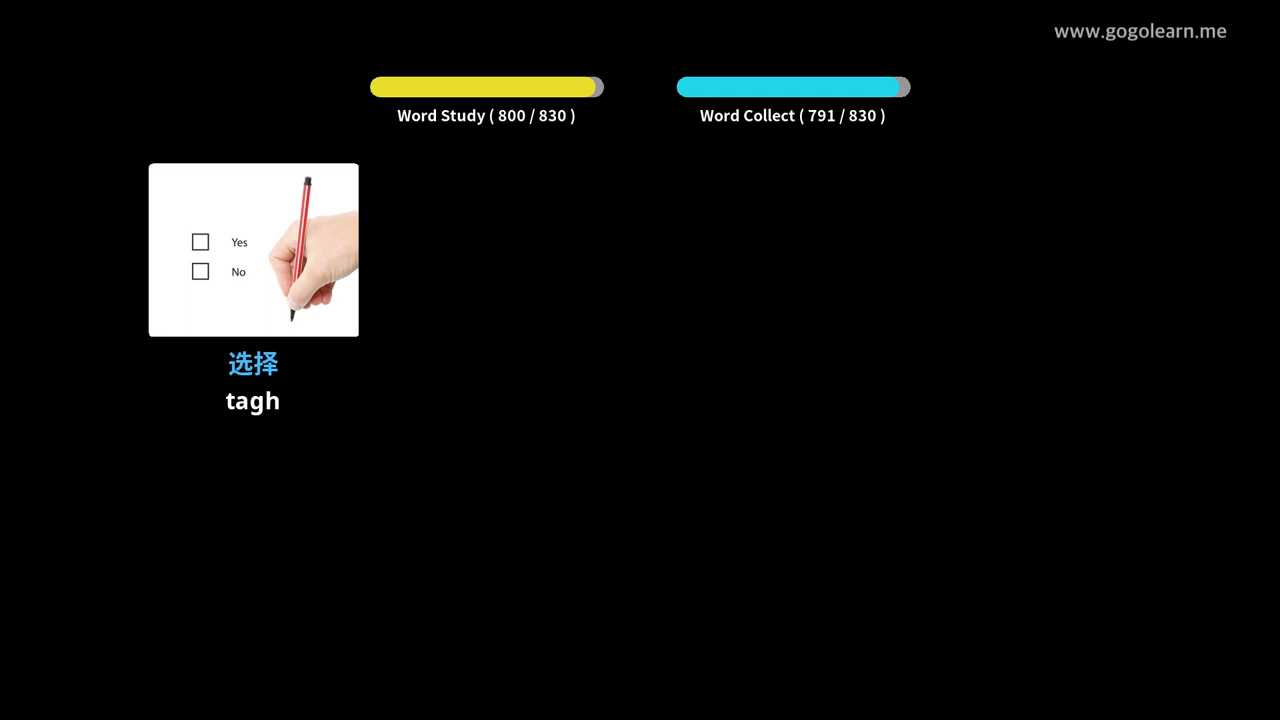 www.gogolearn.me
Word Study ( 800 / 830 )
Word Collect ( 791 / 830 )
Yes
No
选择
tagh